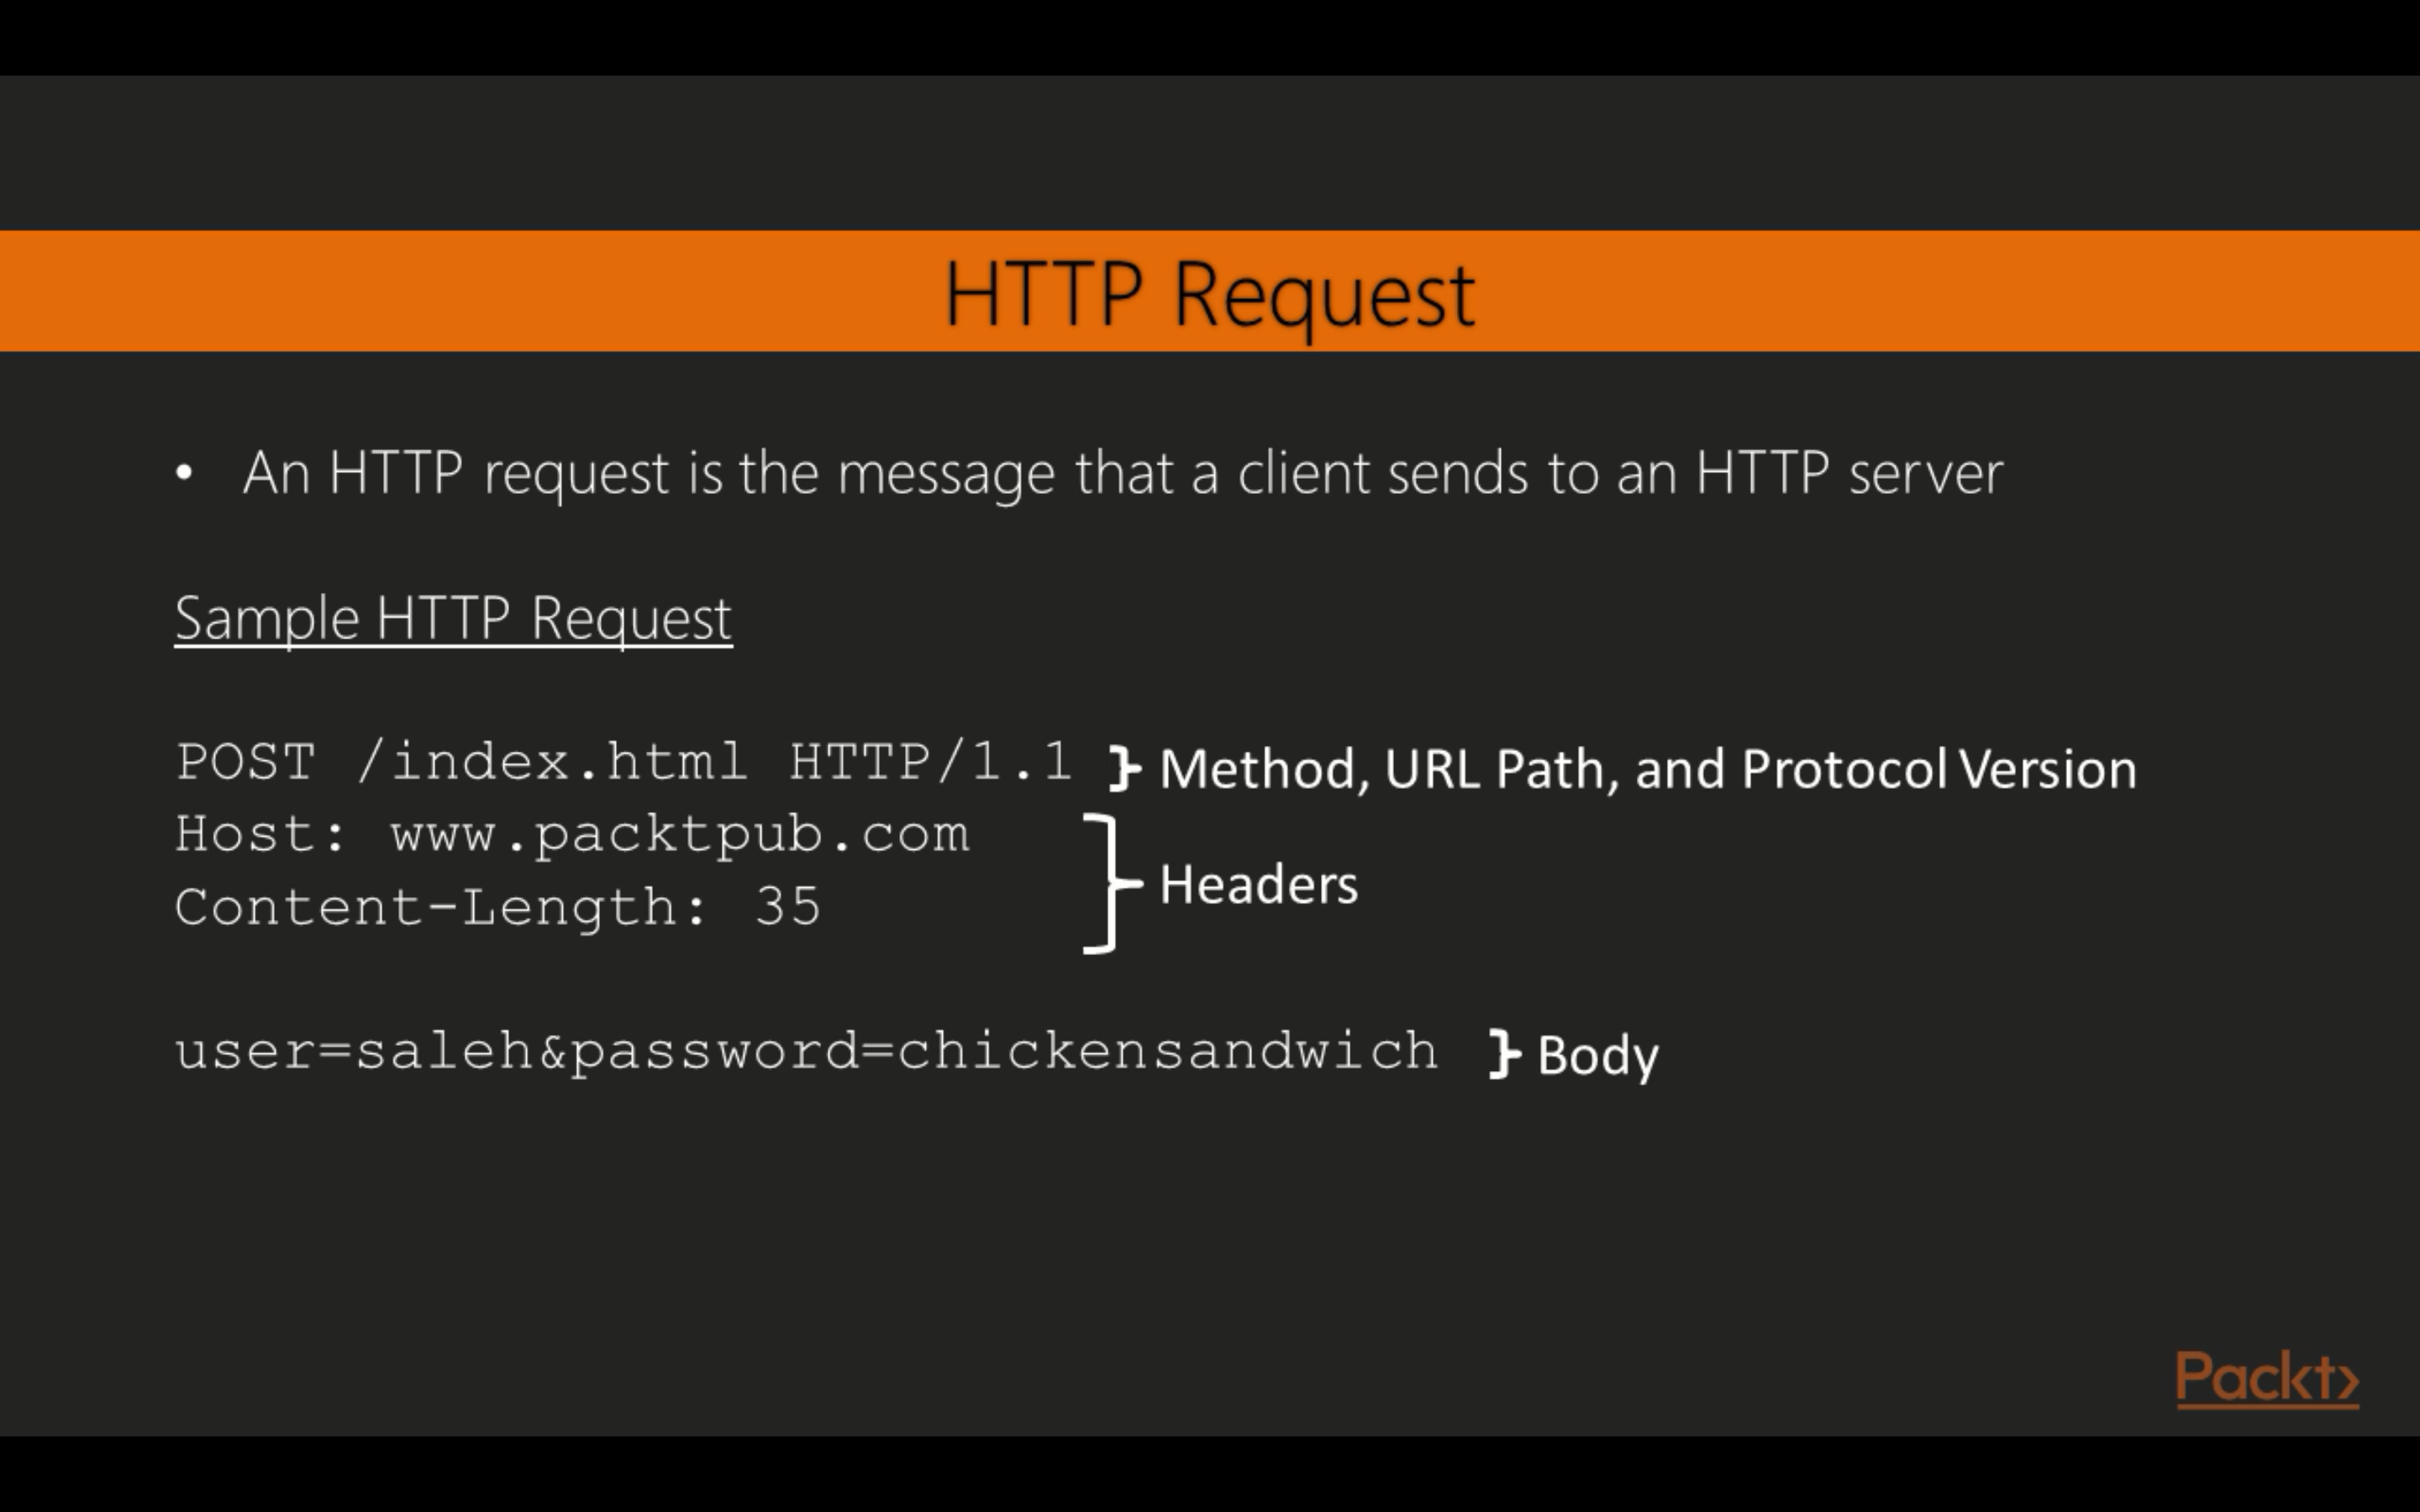 HTTP Request
• An HTTP request is the message that a client sends to an HTTP server
Sample HTTP Request
POST /index.html HTTP/1.1 } Method, URL Path, and Protocol Version
Host: www.packtpub.com
Content-Length: 35 } Headers
user=saleh&password=chickensandwich } Body
Packt>